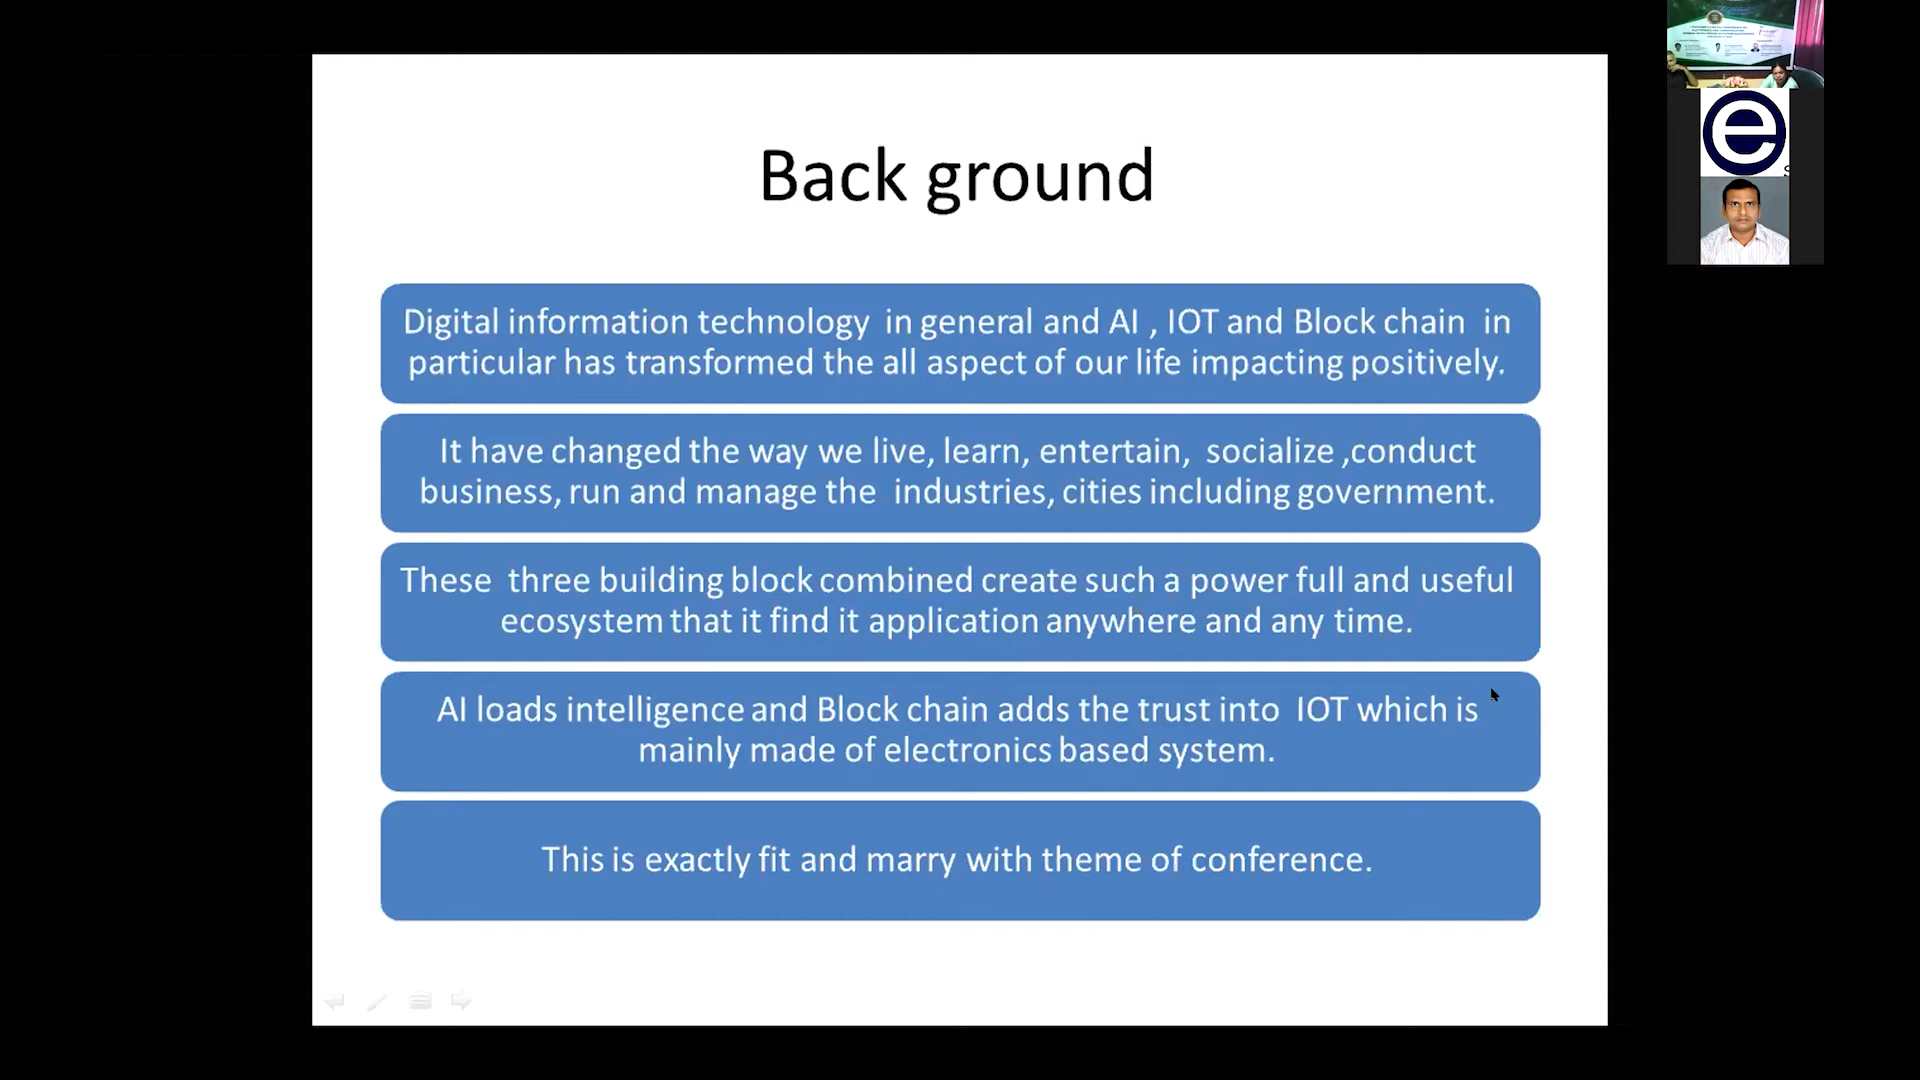 Back ground
Digital information technology in general and AI , IOT and Block chain in
particular has transformed the all aspect of our life impacting positively.
It have changed the way we live, learn, entertain, socialize ,conduct
business, run and manage the industries, cities including government.
These three building block combined create such a power full and useful
ecosystem that it find it application anywhere and any time.
AI loads intelligence and Block chain adds the trust into IOT which is
mainly made of electronics based system.
This is exactly fit and marry with theme of conference.
e